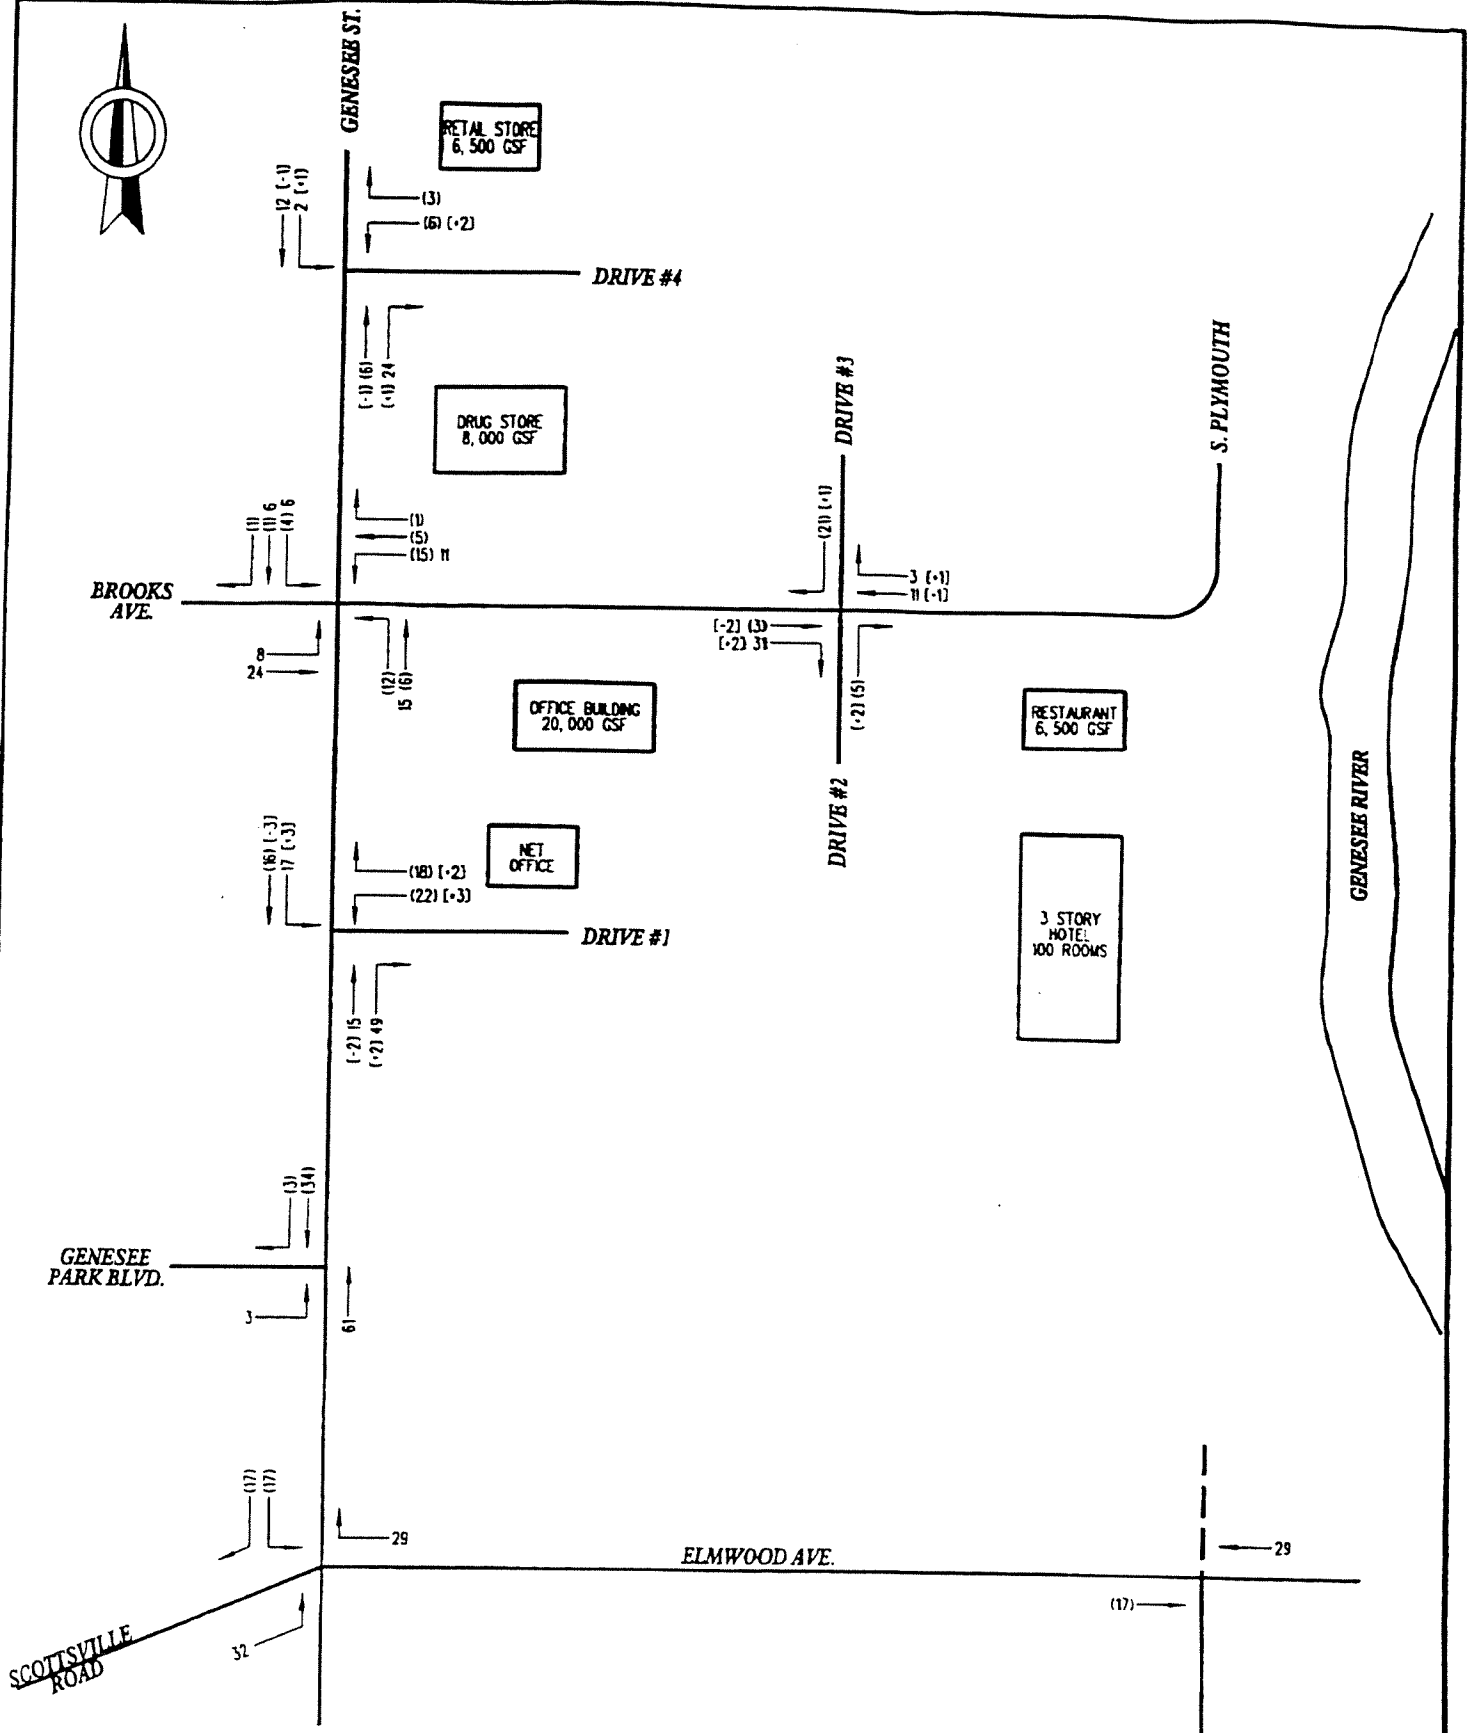 GENESEE ST.
RETAIL STORE
6,500 GSF
12 [-1]
2 [+1]
(3)
(6) [+2]
DRIVE #4
[-1] (6)
[+1] 24
DRUG STORE
8,000 GSF
DRIVE #3
S. PLYMOUTH
(1)
(1) 6
(4) 6
(1)
(5)
(15) 11
(21) [+1]
3 [+1]
11 [-1]
BROOKS
AVE.
[-2] (3)
[+2] 31
8
24
(12)
15 (6)
[+2] (5)
OFFICE BUILDING
20,000 GSF
RESTAURANT
6,500 GSF
DRIVE #2
GENESEE RIVER
(16) [-3]
17 [+3]
NET
OFFICE
(18) [+2]
(22) [+3]
DRIVE #1
3 STORY
HOTEL
100 ROOMS
[-2] 15
[+2] 49
(3)
(34)
GENESEE
PARK BLVD.
3
61
(17)
(17)
29
ELMWOOD AVE.
29
(17)
32
SCOTTSVILLE
ROAD